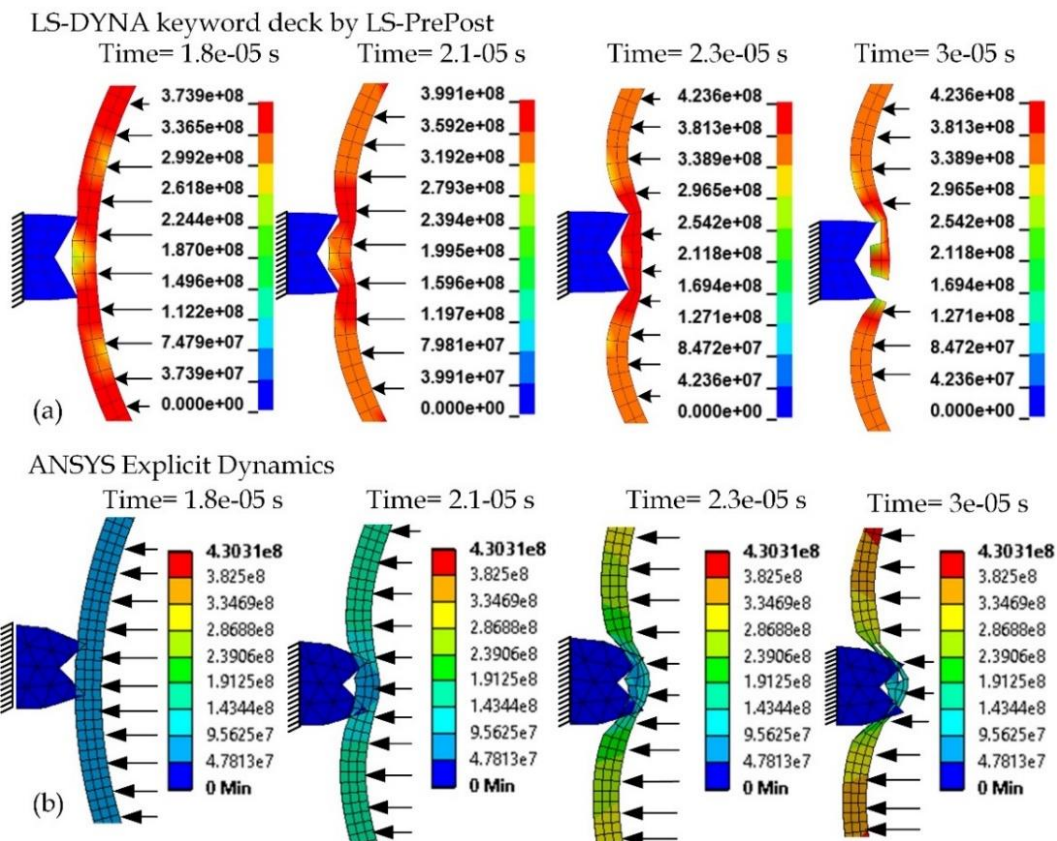 LS-DYNA keyword deck by LS-PrePost
Time= 1.8e-05 s Time= 2.1-05 s Time= 2.3e-05 s Time= 3e-05 s
3.739e+08 3.991e+08 4.236e+08 4.236e+08
3.365e+08 3.592e+08 3.813e+08 3.813e+08
2.992e+08 3.192e+08 3.389e+08 3.389e+08
2.618e+08 2.793e+08 2.965e+08 2.965e+08
2.244e+08 2.394e+08 2.542e+08 2.542e+08
1.870e+08 1.995e+08 2.118e+08 2.118e+08
1.496e+08 1.596e+08 1.694e+08 1.694e+08
1.122e+08 1.197e+08 1.271e+08 1.271e+08
7.479e+07 7.981e+07 8.472e+07 8.472e+07
3.739e+07 3.991e+07 4.236e+07 4.236e+07
0.000e+00 0.000e+00 0.000e+00 0.000e+00
(a)
ANSYS Explicit Dynamics
Time= 1.8e-05 s Time= 2.1-05 s Time= 2.3e-05 s Time= 3e-05 s
4.3031e8 4.3031e8 4.3031e8 4.3031e8
3.825e8 3.825e8 3.825e8 3.825e8
3.3469e8 3.3469e8 3.3469e8 3.3469e8
2.8688e8 2.8688e8 2.8688e8 2.8688e8
2.3906e8 2.3906e8 2.3906e8 2.3906e8
1.9125e8 1.9125e8 1.9125e8 1.9125e8
1.4344e8 1.4344e8 1.4344e8 1.4344e8
9.5625e7 9.5625e7 9.5625e7 9.5625e7
4.7813e7 4.7813e7 4.7813e7 4.7813e7
0 Min 0 Min 0 Min 0 Min
(b)